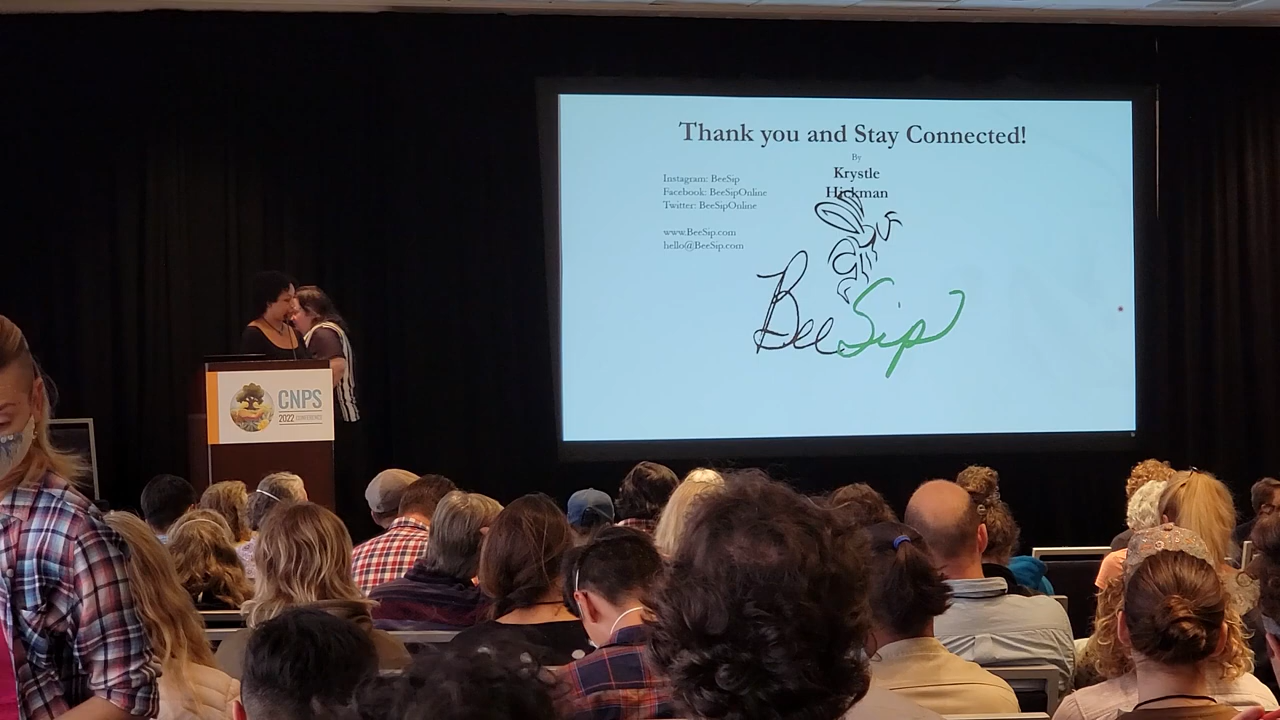 Thank you and Stay Connected!
By
Krystle
Hickman
Instagram: BeeSip
Facebook: BeeSipOnline
Twitter: BeeSipOnline
www.BeeSip.com
hello@BeeSip.com
BeeSip
CNPS
2022 CONFERENCE